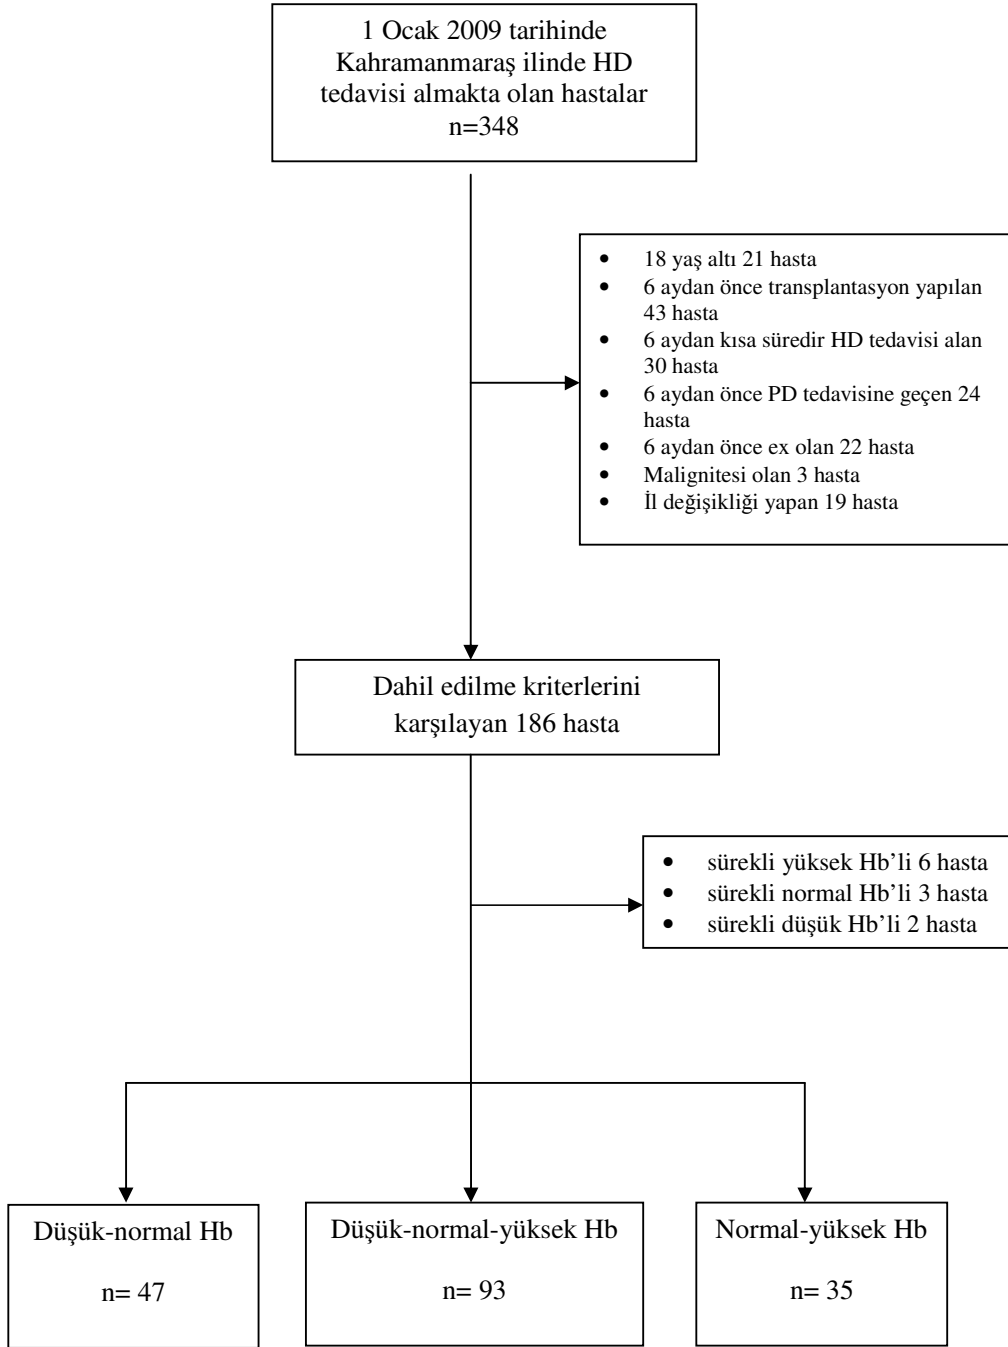 1 Ocak 2009 tarihinde
Kahramanmaraş ilinde HD
tedavisi almakta olan hastalar
n=348
• 18 yaş altı 21 hasta
• 6 aydan önce transplantasyon yapılan
43 hasta
• 6 aydan kısa süredir HD tedavisi alan
30 hasta
• 6 aydan önce PD tedavisine geçen 24
hasta
• 6 aydan önce ex olan 22 hasta
• Malignitesi olan 3 hasta
• İl değişikliği yapan 19 hasta
Dahil edilme kriterlerini
karşılayan 186 hasta
• sürekli yüksek Hb’li 6 hasta
• sürekli normal Hb’li 3 hasta
• sürekli düşük Hb’li 2 hasta
Düşük-normal Hb
n= 47
Düşük-normal-yüksek Hb
n= 93
Normal-yüksek Hb
n= 35